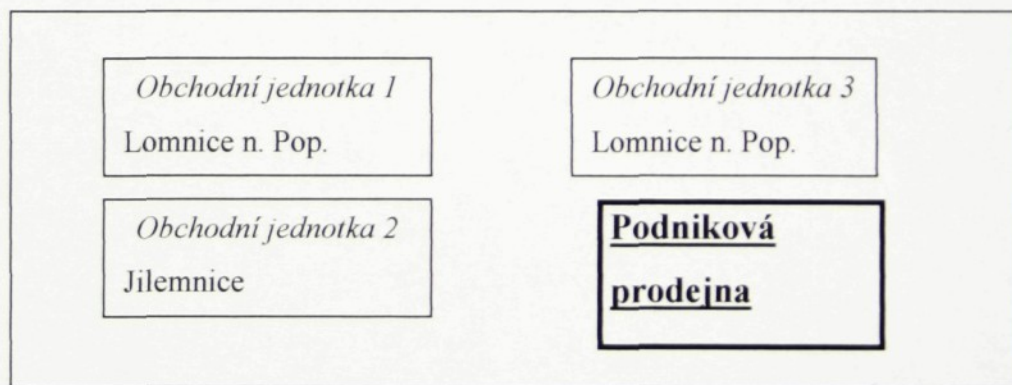 Obchodní jednotka 1
Lomnice n. Pop.
Obchodní jednotka 3
Lomnice n. Pop.
Obchodní jednotka 2
Jilemnice
Podniková
prodejna